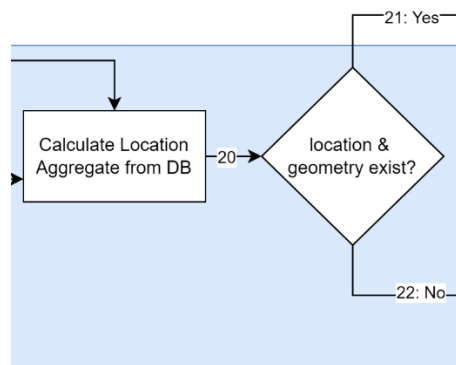 21: Yes
Calculate Location
Aggregate from DB
20
location &
geometry exist?
22: No